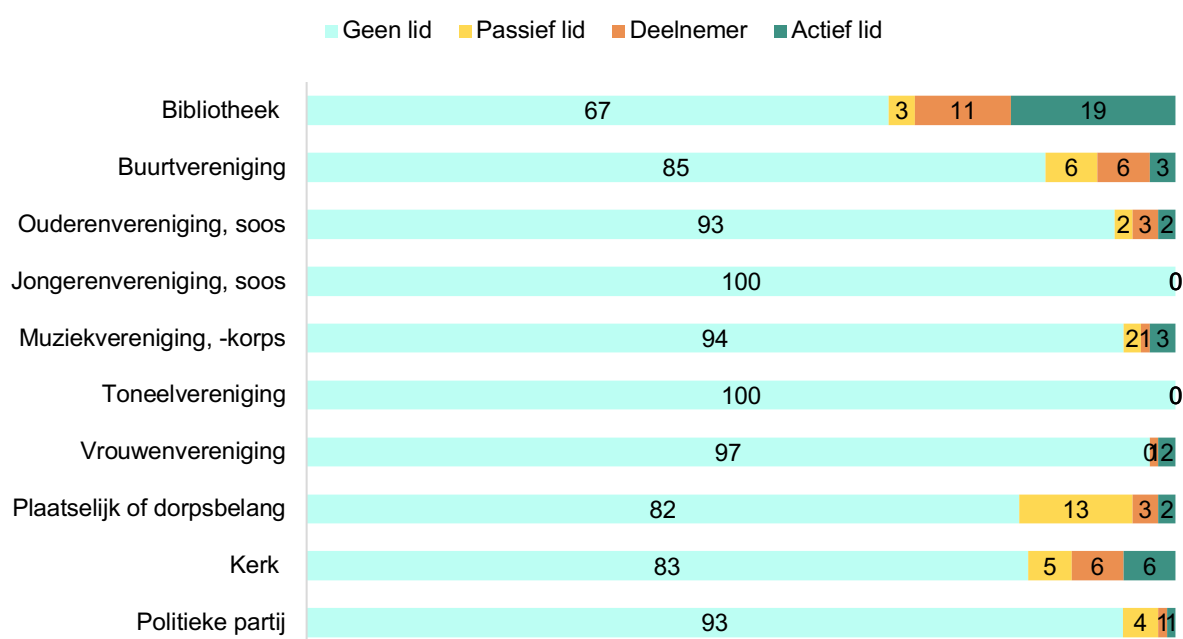 Geen lid Passief lid Deelnemer Actief lid
Bibliotheek 67 3 11 19
Buurtvereniging 85 6 6 3
Ouderenvereniging, soos 93 2 3 2
Jongerenvereniging, soos 100 0
Muziekvereniging, -korps 94 2 1 3
Toneelvereniging 100 0
Vrouwenvereniging 97 0 1 2
Plaatselijk of dorpsbelang 82 13 3 2
Kerk 83 5 6 6
Politieke partij 93 4 1 1